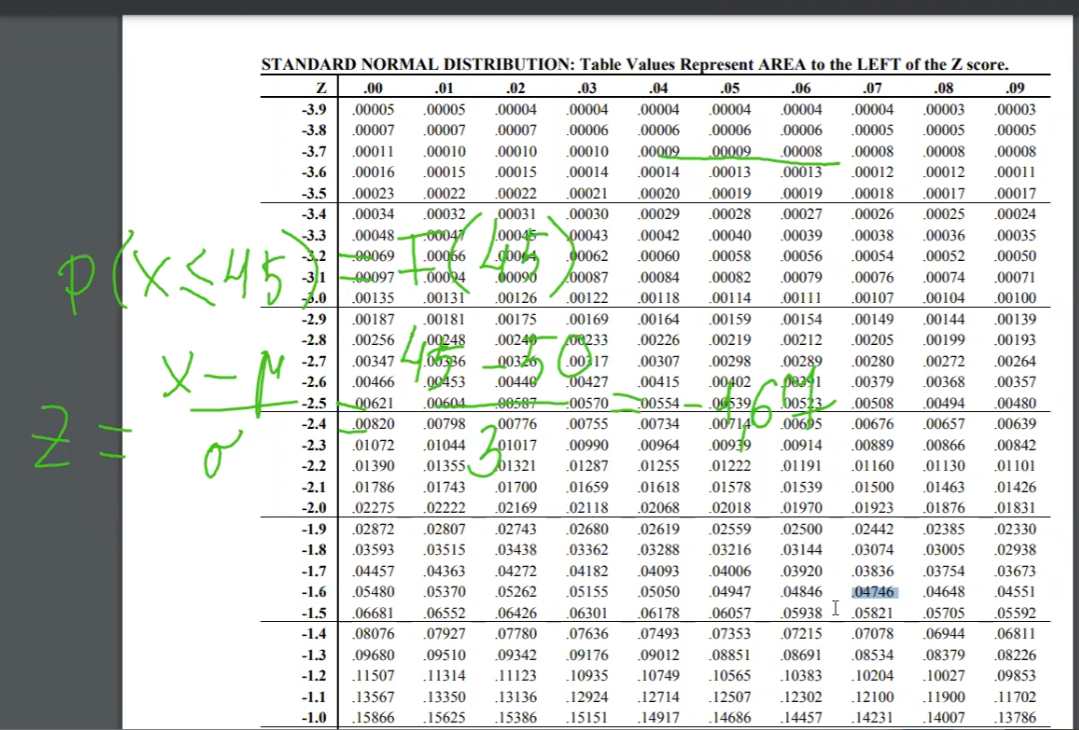 STANDARD NORMAL DISTRIBUTION: Table Values Represent AREA to the LEFT of the Z score.
Z .00 .01 .02 .03 .04 .05 .06 .07 .08 .09
-3.9 .00005 .00005 .00004 .00004 .00004 .00004 .00004 .00004 .00003 .00003
-3.8 .00007 .00007 .00007 .00006 .00006 .00006 .00006 .00005 .00005 .00005
-3.7 .00011 .00010 .00010 .00010 .00009 .00009 .00008 .00008 .00008 .00008
-3.6 .00016 .00015 .00015 .00014 .00014 .00013 .00013 .00012 .00012 .00011
-3.5 .00023 .00022 .00022 .00021 .00020 .00019 .00019 .00018 .00017 .00017
-3.4 .00034 .00032 .00031 .00030 .00029 .00028 .00027 .00026 .00025 .00024
-3.3 .00048 .00047 .00045 .00043 .00042 .00040 .00039 .00038 .00036 .00035
-3.2 .00069 .00066 .00064 .00062 .00060 .00058 .00056 .00054 .00052 .00050
-3.1 .00097 .00094 .00090 .00087 .00084 .00082 .00079 .00076 .00074 .00071
-3.0 .00135 .00131 .00126 .00122 .00118 .00114 .00111 .00107 .00104 .00100
P(X≤45) = F(45)
-2.9 .00187 .00181 .00175 .00169 .00164 .00159 .00154 .00149 .00144 .00139
-2.8 .00256 .00248 .00240 .00233 .00226 .00219 .00212 .00205 .00199 .00193
-2.7 .00347 .00336 .00326 .00317 .00307 .00298 .00289 .00280 .00272 .00264
-2.6 .00466 .00453 .00440 .00427 .00415 .00402 .00391 .00379 .00368 .00357
-2.5 .00621 .00604 .00587 .00570 .00554 .00539 .00523 .00508 .00494 .00480
-2.4 .00820 .00798 .00776 .00755 .00734 .00714 .00695 .00676 .00657 .00639
-2.3 .01072 .01044 .01017 .00990 .00964 .00939 .00914 .00889 .00866 .00842
-2.2 .01390 .01355 .01321 .01287 .01255 .01222 .01191 .01160 .01130 .01101
-2.1 .01786 .01743 .01700 .01659 .01618 .01578 .01539 .01500 .01463 .01426
-2.0 .02275 .02222 .02169 .02118 .02068 .02018 .01970 .01923 .01876 .01831
Z = X-μ/σ = 45-50/3 = -1,67
-1.9 .02872 .02807 .02743 .02680 .02619 .02559 .02500 .02442 .02385 .02330
-1.8 .03593 .03515 .03438 .03362 .03288 .03216 .03144 .03074 .03005 .02938
-1.7 .04457 .04363 .04272 .04182 .04093 .04006 .03920 .03836 .03754 .03673
-1.6 .05480 .05370 .05262 .05155 .05050 .04947 .04846 .04746 .04648 .04551
-1.5 .06681 .06552 .06426 .06301 .06178 .06057 .05938 .05821 .05705 .05592
-1.4 .08076 .07927 .07780 .07636 .07493 .07353 .07215 .07078 .06944 .06811
-1.3 .09680 .09510 .09342 .09176 .09012 .08851 .08691 .08534 .08379 .08226
-1.2 .11507 .11314 .11123 .10935 .10749 .10565 .10383 .10204 .10027 .09853
-1.1 .13567 .13350 .13136 .12924 .12714 .12507 .12302 .12100 .11900 .11702
-1.0 .15866 .15625 .15386 .15151 .14917 .14686 .14457 .14231 .14007 .13786